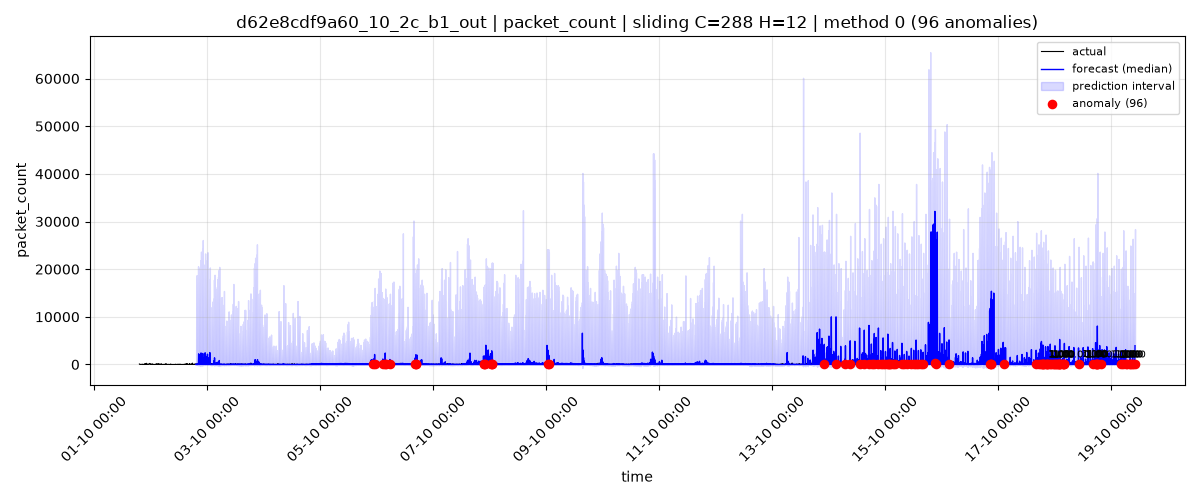 d62e8cdf9a60_10_2c_b1_out | packet_count | sliding C=288 H=12 | method 0 (96 anomalies)
actual
forecast (median)
prediction interval
anomaly (96)
packet_count
60000
50000
40000
30000
20000
10000
0
01-10 00:00
03-10 00:00
05-10 00:00
07-10 00:00
09-10 00:00
11-10 00:00
13-10 00:00
15-10 00:00
17-10 00:00
19-10 00:00
time